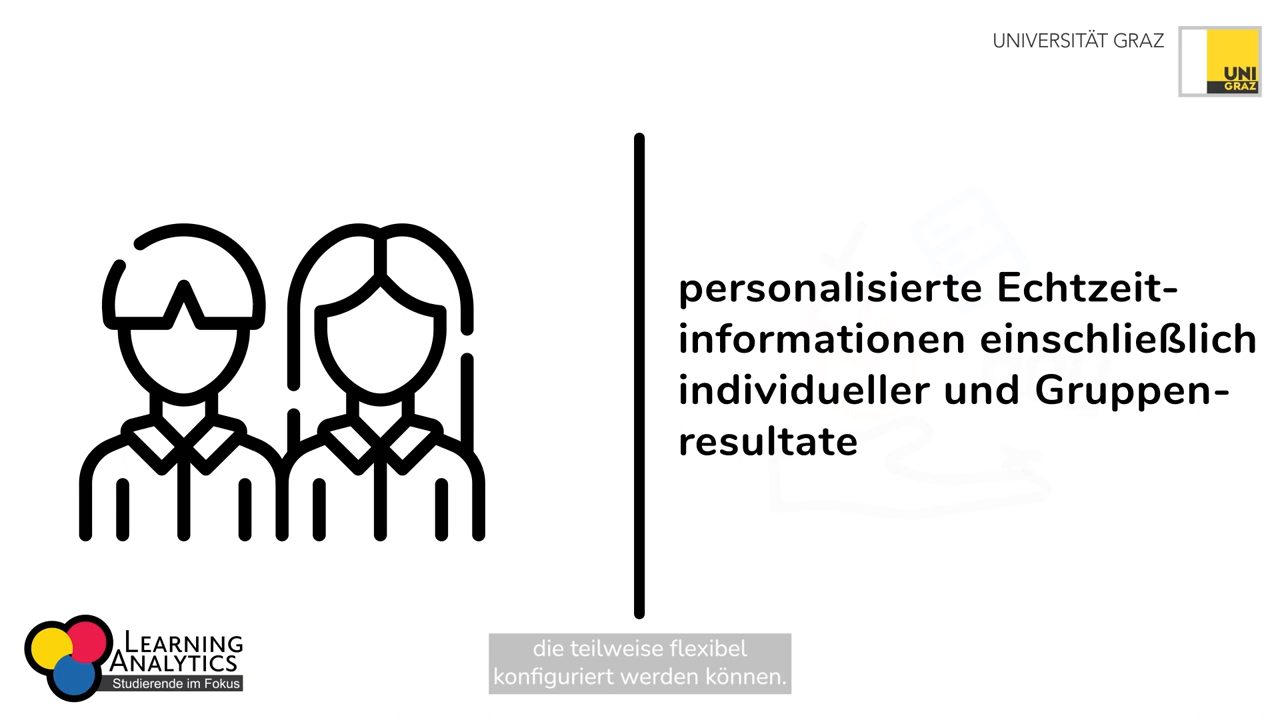 UNIVERSITÄT GRAZ
UNI
GRAZ
personalisierte Echtzeit-
informationen einschließlich
individueller und Gruppen-
resultate
LEARNING
ANALYTICS
Studierende im Fokus
die teilweise flexibel
konfiguriert werden können.